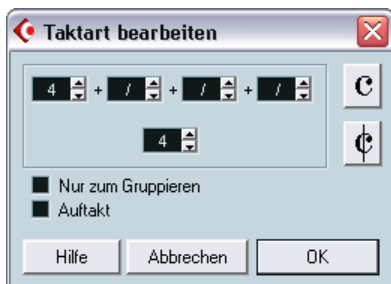 Taktart bearbeiten
4 + / + / + /
4
Nur zum Gruppieren
Auftakt
Hilfe Abbrechen OK